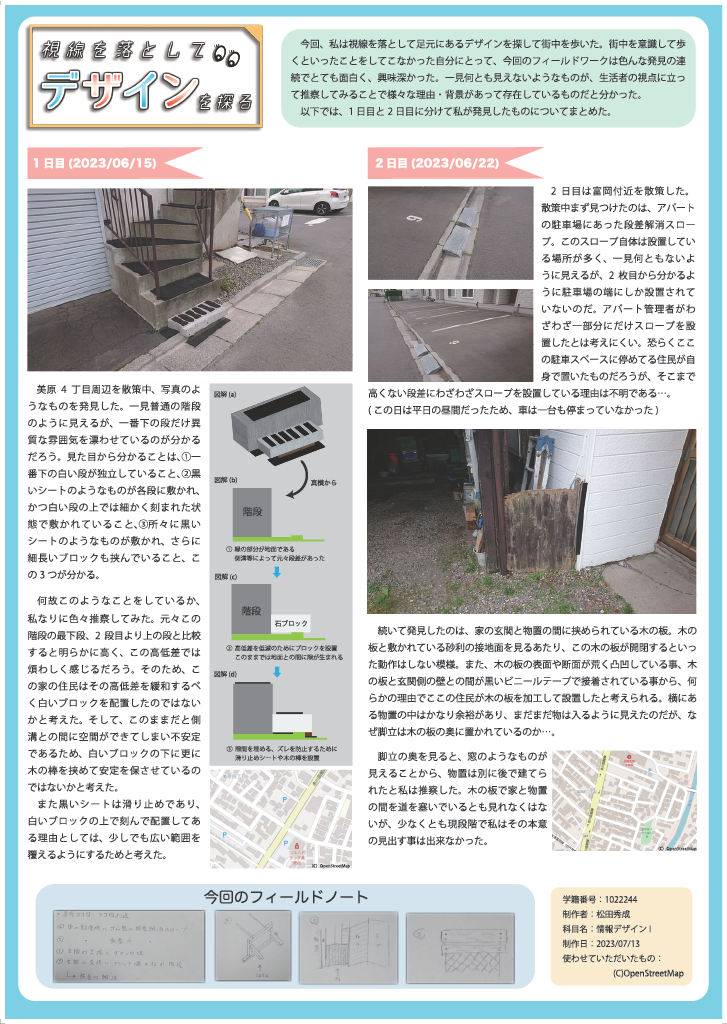 視線を落として
デザインを探る
今回、私は視線を落として足元にあるデザインを探して街中を歩いた。街中を意識して歩
くといったことをしてこなかった自分にとって、今回のフィールドワークは色んな発見の連
続でとても面白く、興味深かった。一見何とも見えないようなものが、生活者の視点に立っ
て推察してみることで様々な理由・背景があって存在しているものだと分かった。
以下では、1日目と2日目に分けて私が発見したものについてまとめた。
1日目(2023/06/15)
美原4丁目周辺を散策中、写真のよ
うなものを発見した。一見普通の階段
のように見えるが、一番下の段だけ異
質な雰囲気を漂わせているのが分かる
だろう。見た目から分かることは、①一
番下の白い段が独立していること、②黒
いシートのようなものが各段に敷かれ、
かつ白い段の上では細かく刻まれた状
態で敷かれていること、③所々に黒い
シートのようなものが敷かれ、さらに
細長いブロックも挟んでいること、こ
の3つが分かる。
何故このようなことをしているか、
私なりに色々推察してみた。元々この
階段の最下段、2段目より上の段と比較
すると明らかに高く、この高低差では
煩わしく感じるだろう。そのため、こ
の家の住民はその高低差を緩和するべ
く白いブロックを配置したのではない
かと考えた。そして、このままだと側
溝との間に空間ができてしまい不安定
であるため、白いブロックの下に更に
木の棒を挟めて安定を保させているの
ではないかと考えた。
また黒いシートは滑り止めであり、
白いブロックの上で刻んで配置してあ
る理由としては、少しでも広い範囲を
覆えるようにするためと考えた。
図解(a)
真横から
図解(b)
階段
① 緑の部分が地面である
側溝等によって元々段差があった
図解(c)
階段
石ブロック
② 高低差を低減のためにブロックを設置
このままでは地面との間に隙が生まれる
図解(d)
③ 隙間を埋める、ズレを防止するために
滑り止めシートや木の棒を設置
(C) OpenStreetMap
2日目(2023/06/22)
2日目は富岡付近を散策した。
散策中まず見つけたのは、アパート
の駐車場にあった段差解消スロー
プ。このスロープ自体は設置してい
る場所が多く、一見何ともないよう
に見えるが、2枚目から分かるよう
に駐車場の端にしか設置されて
いないのだ。アパート管理者がわ
ざわざ一部分にだけスロープを設
置したとは考えにくい。恐らくここ
の駐車スペースに停めてる住民が自
身で置いたものだろうが、そこまで
高くない段差にわざわざスロープを設置している理由は不明である…。
(この日は平日の昼間だったため、車は一台も停まっていなかった)
続いて発見したのは、家の玄関と物置の間に挟められている木の板。木の
板と敷かれている砂利の接地面を見るあたり、この木の板が開閉するといっ
た動作はしない模様。また、木の板の表面や断面が荒く凸凹している事、木
の板と玄関側の壁との間が黒いビニールテープで接着されている事から、何
らかの理由でここの住民が木の板を加工して設置したと考えられる。横にあ
る物置の中はかなり余裕があり、まだまだ物は入るように見えたのだが、な
ぜ脚立は木の板の奥に置かれているのか…。
脚立の奥を見ると、窓のようなものが
見えることから、物置は別に後で建てら
れたと私は推察した。木の板で家と物置
の間を道を塞いでいるとも見れなくはな
いが、少なくとも現段階で私はその本意
の見出す事は出来なかった。
(C) OpenStreetMap
今回のフィールドノート
学籍番号：1022244
制作者：松田秀成
科目名：情報デザインⅠ
制作日：2023/07/13
使わせていただいたもの：
(C)OpenStreetMap